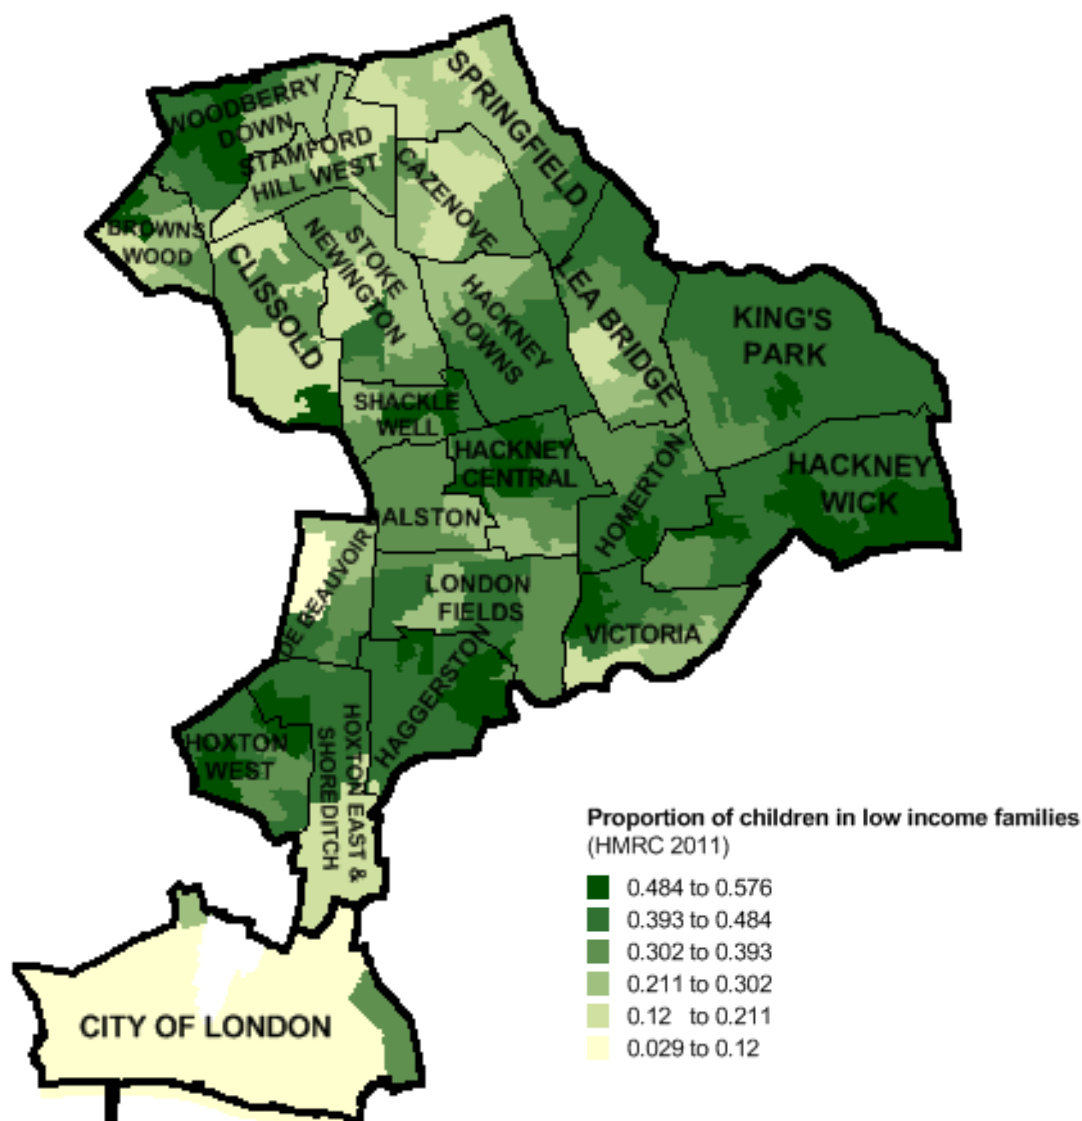 SPRINGFIELD
WOODBERRY
DOWN
STAMFORD
HILL WEST
CAZENOVE
BROWNS
WOOD
CLISSOLD
STOKE
NEWINGTON
HACKNEY
DOWNS
LEA BRIDGE
KING'S
PARK
SHACKLE
WELL
HACKNEY
CENTRAL
HOMERTON
HACKNEY
WICK
DALSTON
DE BEAUVOIR
LONDON
FIELDS
VICTORIA
HAGGERSTON
HOXTON
WEST
HOXTON EAST &
SHOREDITCH
CITY OF LONDON
Proportion of children in low income families
(HMRC 2011)
0.484 to 0.576
0.393 to 0.484
0.302 to 0.393
0.211 to 0.302
0.12 to 0.211
0.029 to 0.12